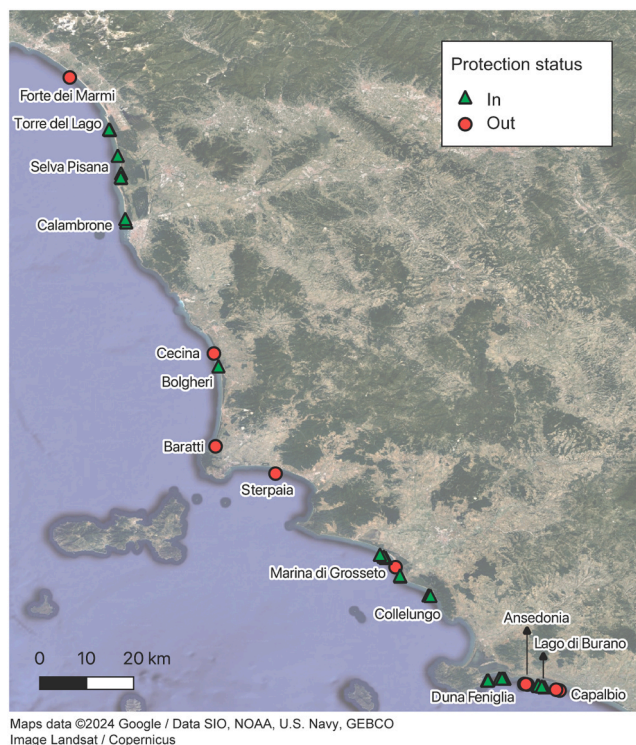 Protection status
In
Out
Forte dei Marmi
Torre del Lago
Selva Pisana
Calambrone
Cecina
Bolgheri
Baratti
Sterpaia
Marina di Grosseto
Collelungo
Ansedonia
Lago di Burano
Duna Feniglia
Capalbio
0 10 20 km
Maps data ©2024 Google / Data SIO, NOAA, U.S. Navy, GEBCO
Image Landsat / Copernicus